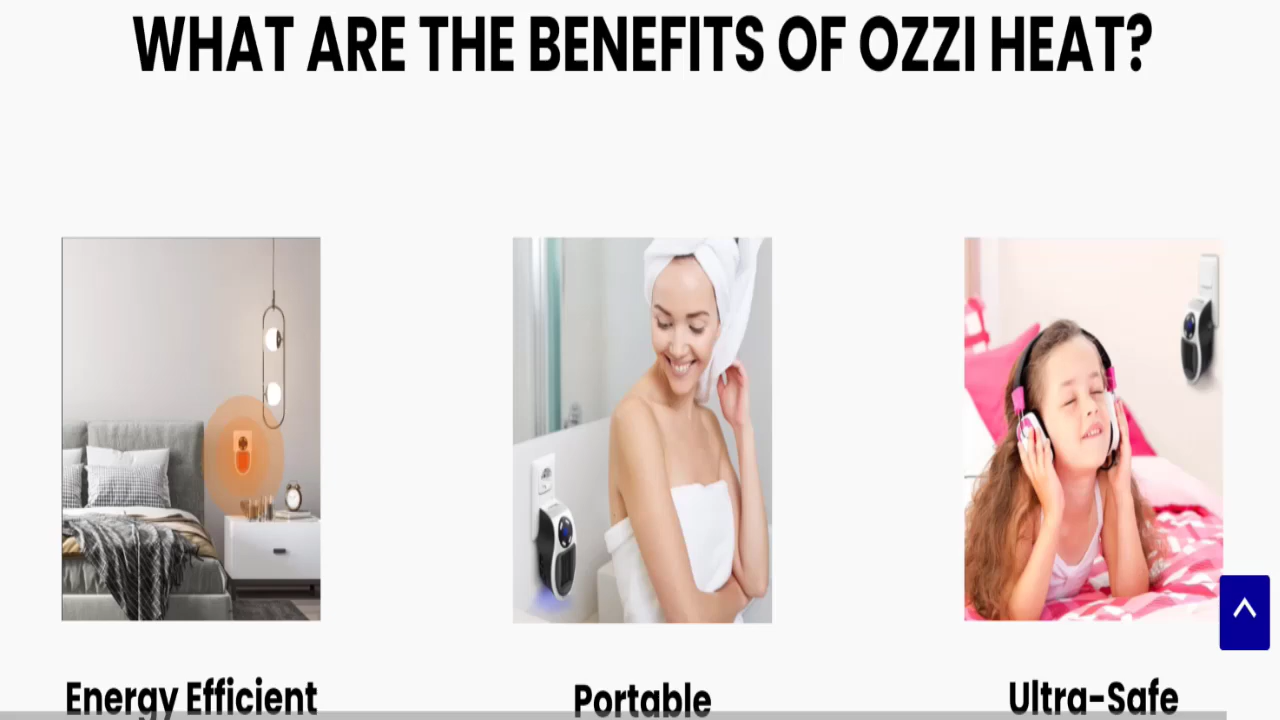 WHAT ARE THE BENEFITS OF OZZI HEAT?
Energy Efficient
Portable
Ultra-Safe